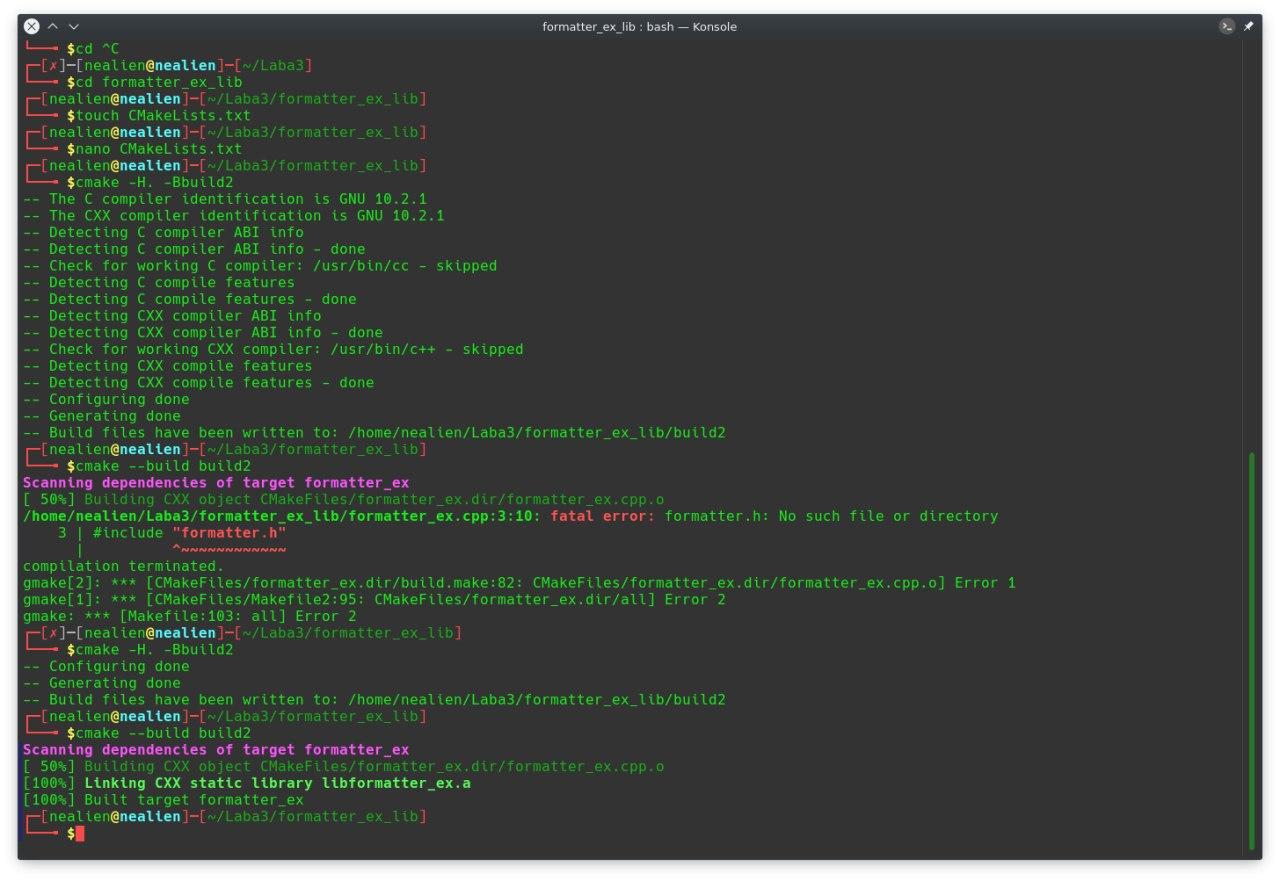 formatter_ex_lib : bash — Konsole
└──╼ $cd ^C
┌─[✗]─[nealien@nealien]─[~/Laba3]
└──╼ $cd formatter_ex_lib
┌─[nealien@nealien]─[~/Laba3/formatter_ex_lib]
└──╼ $touch CMakeLists.txt
┌─[nealien@nealien]─[~/Laba3/formatter_ex_lib]
└──╼ $nano CMakeLists.txt
┌─[nealien@nealien]─[~/Laba3/formatter_ex_lib]
└──╼ $cmake -H. -Bbuild2
-- The C compiler identification is GNU 10.2.1
-- The CXX compiler identification is GNU 10.2.1
-- Detecting C compiler ABI info
-- Detecting C compiler ABI info - done
-- Check for working C compiler: /usr/bin/cc - skipped
-- Detecting C compile features
-- Detecting C compile features - done
-- Detecting CXX compiler ABI info
-- Detecting CXX compiler ABI info - done
-- Check for working CXX compiler: /usr/bin/c++ - skipped
-- Detecting CXX compile features
-- Detecting CXX compile features - done
-- Configuring done
-- Generating done
-- Build files have been written to: /home/nealien/Laba3/formatter_ex_lib/build2
┌─[nealien@nealien]─[~/Laba3/formatter_ex_lib]
└──╼ $cmake --build build2
Scanning dependencies of target formatter_ex
[ 50%] Building CXX object CMakeFiles/formatter_ex.dir/formatter_ex.cpp.o
/home/nealien/Laba3/formatter_ex_lib/formatter_ex.cpp:3:10: fatal error: formatter.h: No such file or directory
    3 | #include "formatter.h"
      |          ^~~~~~~~~~~~~
compilation terminated.
gmake[2]: *** [CMakeFiles/formatter_ex.dir/build.make:82: CMakeFiles/formatter_ex.dir/formatter_ex.cpp.o] Error 1
gmake[1]: *** [CMakeFiles/Makefile2:95: CMakeFiles/formatter_ex.dir/all] Error 2
gmake: *** [Makefile:103: all] Error 2
┌─[✗]─[nealien@nealien]─[~/Laba3/formatter_ex_lib]
└──╼ $cmake -H. -Bbuild2
-- Configuring done
-- Generating done
-- Build files have been written to: /home/nealien/Laba3/formatter_ex_lib/build2
┌─[nealien@nealien]─[~/Laba3/formatter_ex_lib]
└──╼ $cmake --build build2
Scanning dependencies of target formatter_ex
[ 50%] Building CXX object CMakeFiles/formatter_ex.dir/formatter_ex.cpp.o
[100%] Linking CXX static library libformatter_ex.a
[100%] Built target formatter_ex
┌─[nealien@nealien]─[~/Laba3/formatter_ex_lib]
└──╼ $